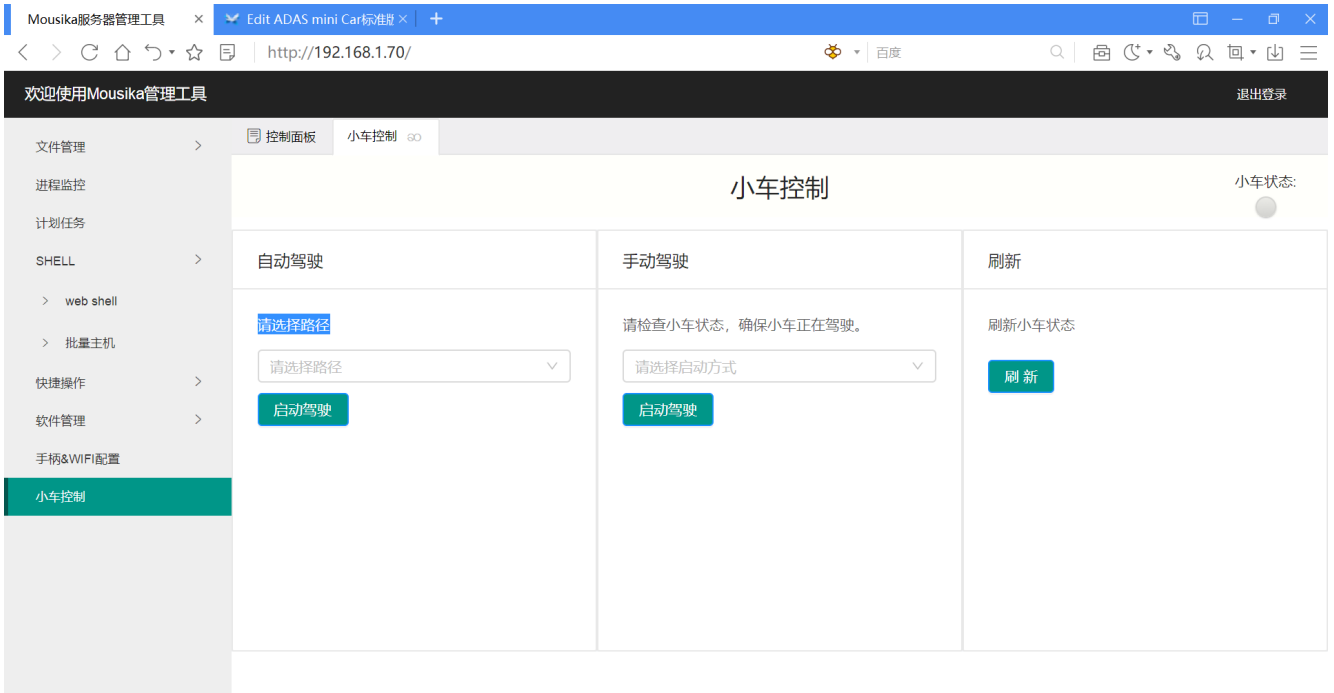 Mousika服务器管理工具
Edit ADAS mini Car标准版
http://192.168.1.70/
百度
欢迎使用Mousika管理工具
退出登录
文件管理
进程监控
计划任务
SHELL
web shell
批量主机
快捷操作
软件管理
手柄&WIFI配置
小车控制
控制面板
小车控制
小车控制
小车状态:
自动驾驶
手动驾驶
刷新
请选择路径
请检查小车状态，确保小车正在驾驶。
刷新小车状态
请选择路径
请选择启动方式
刷 新
启动驾驶
启动驾驶